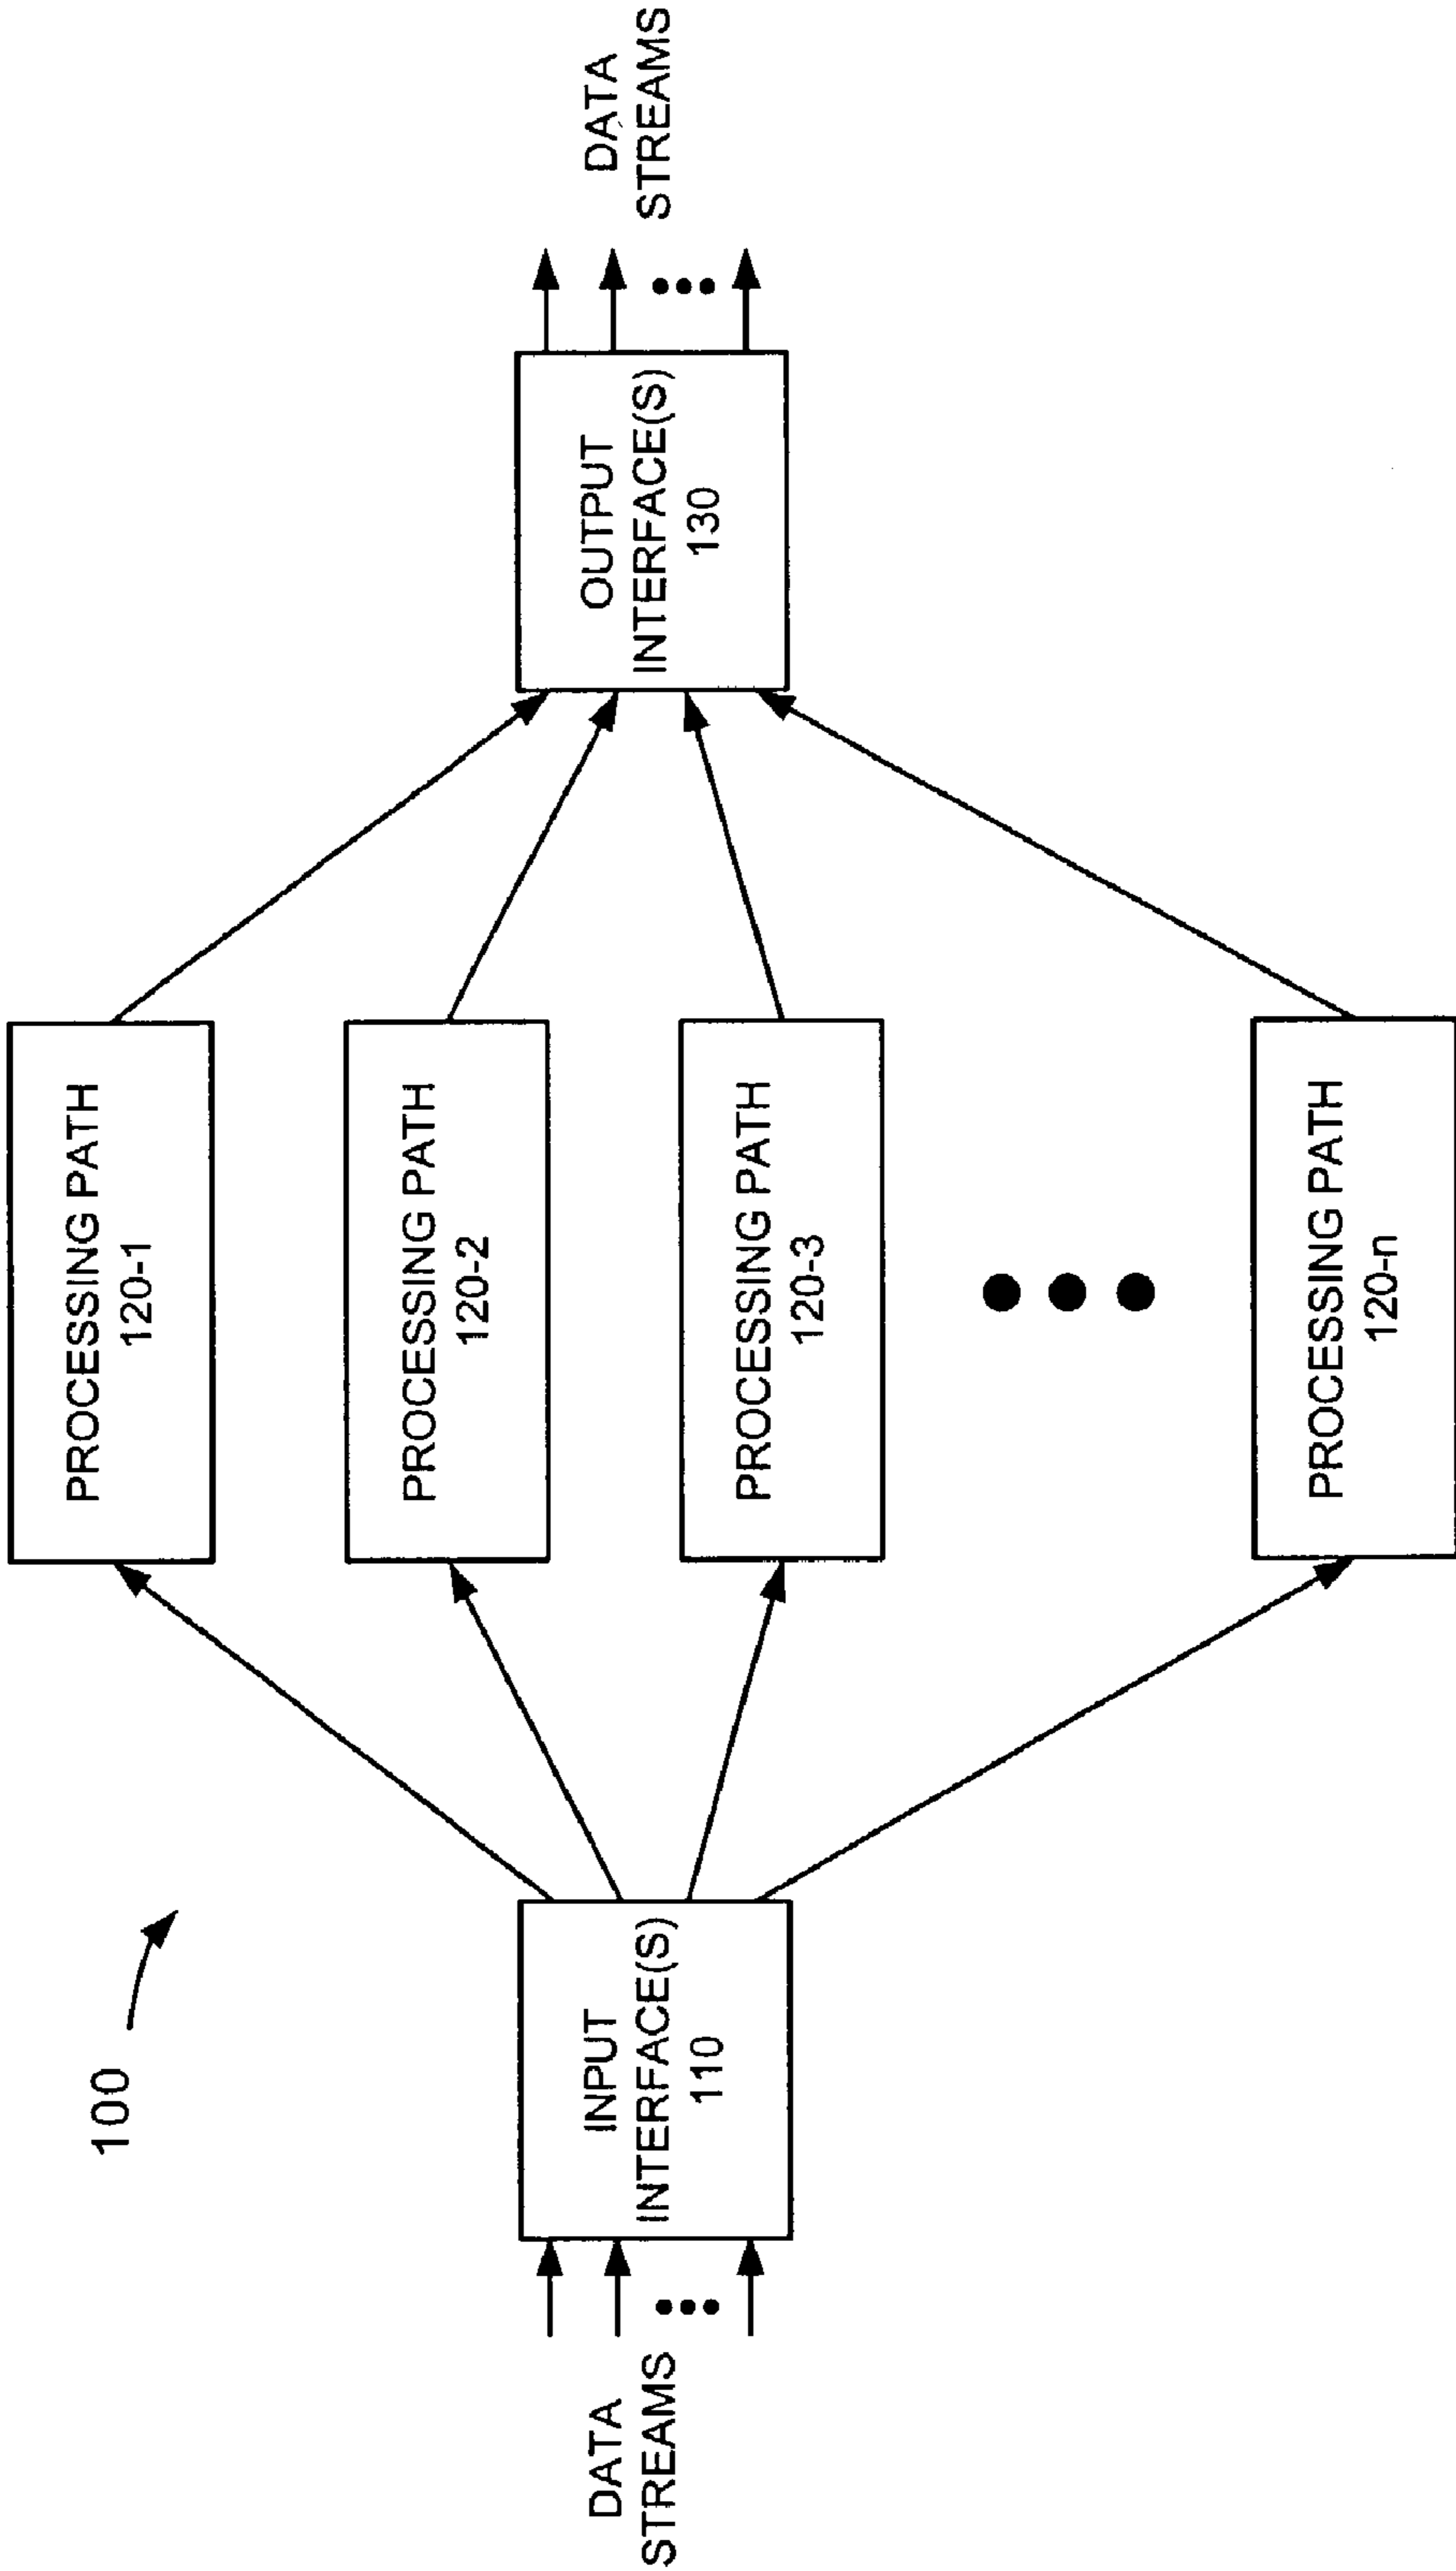 100
DATA
STREAMS
INPUT
INTERFACE(S)
110
PROCESSING PATH
120-1
PROCESSING PATH
120-2
PROCESSING PATH
120-3
PROCESSING PATH
120-n
OUTPUT
INTERFACE(S)
130
DATA
STREAMS